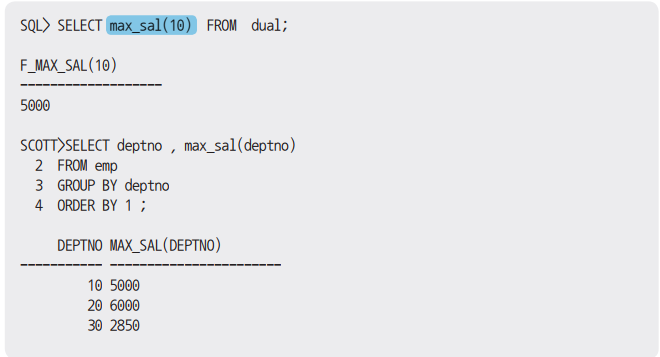 SQL> SELECT max_sal(10) FROM dual;
F_MAX_SAL(10)
-------------------
5000
SCOTT>SELECT deptno , max_sal(deptno)
2 FROM emp
3 GROUP BY deptno
4 ORDER BY 1 ;
DEPTNO MAX_SAL(DEPTNO)
----------- -----------------------
10 5000
20 6000
30 2850